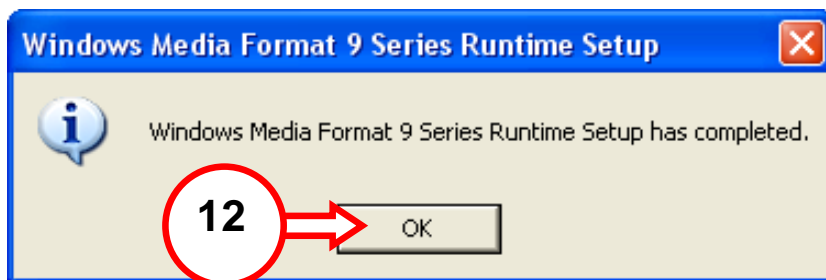 Windows Media Format 9 Series Runtime Setup
Windows Media Format 9 Series Runtime Setup has completed.
12
OK